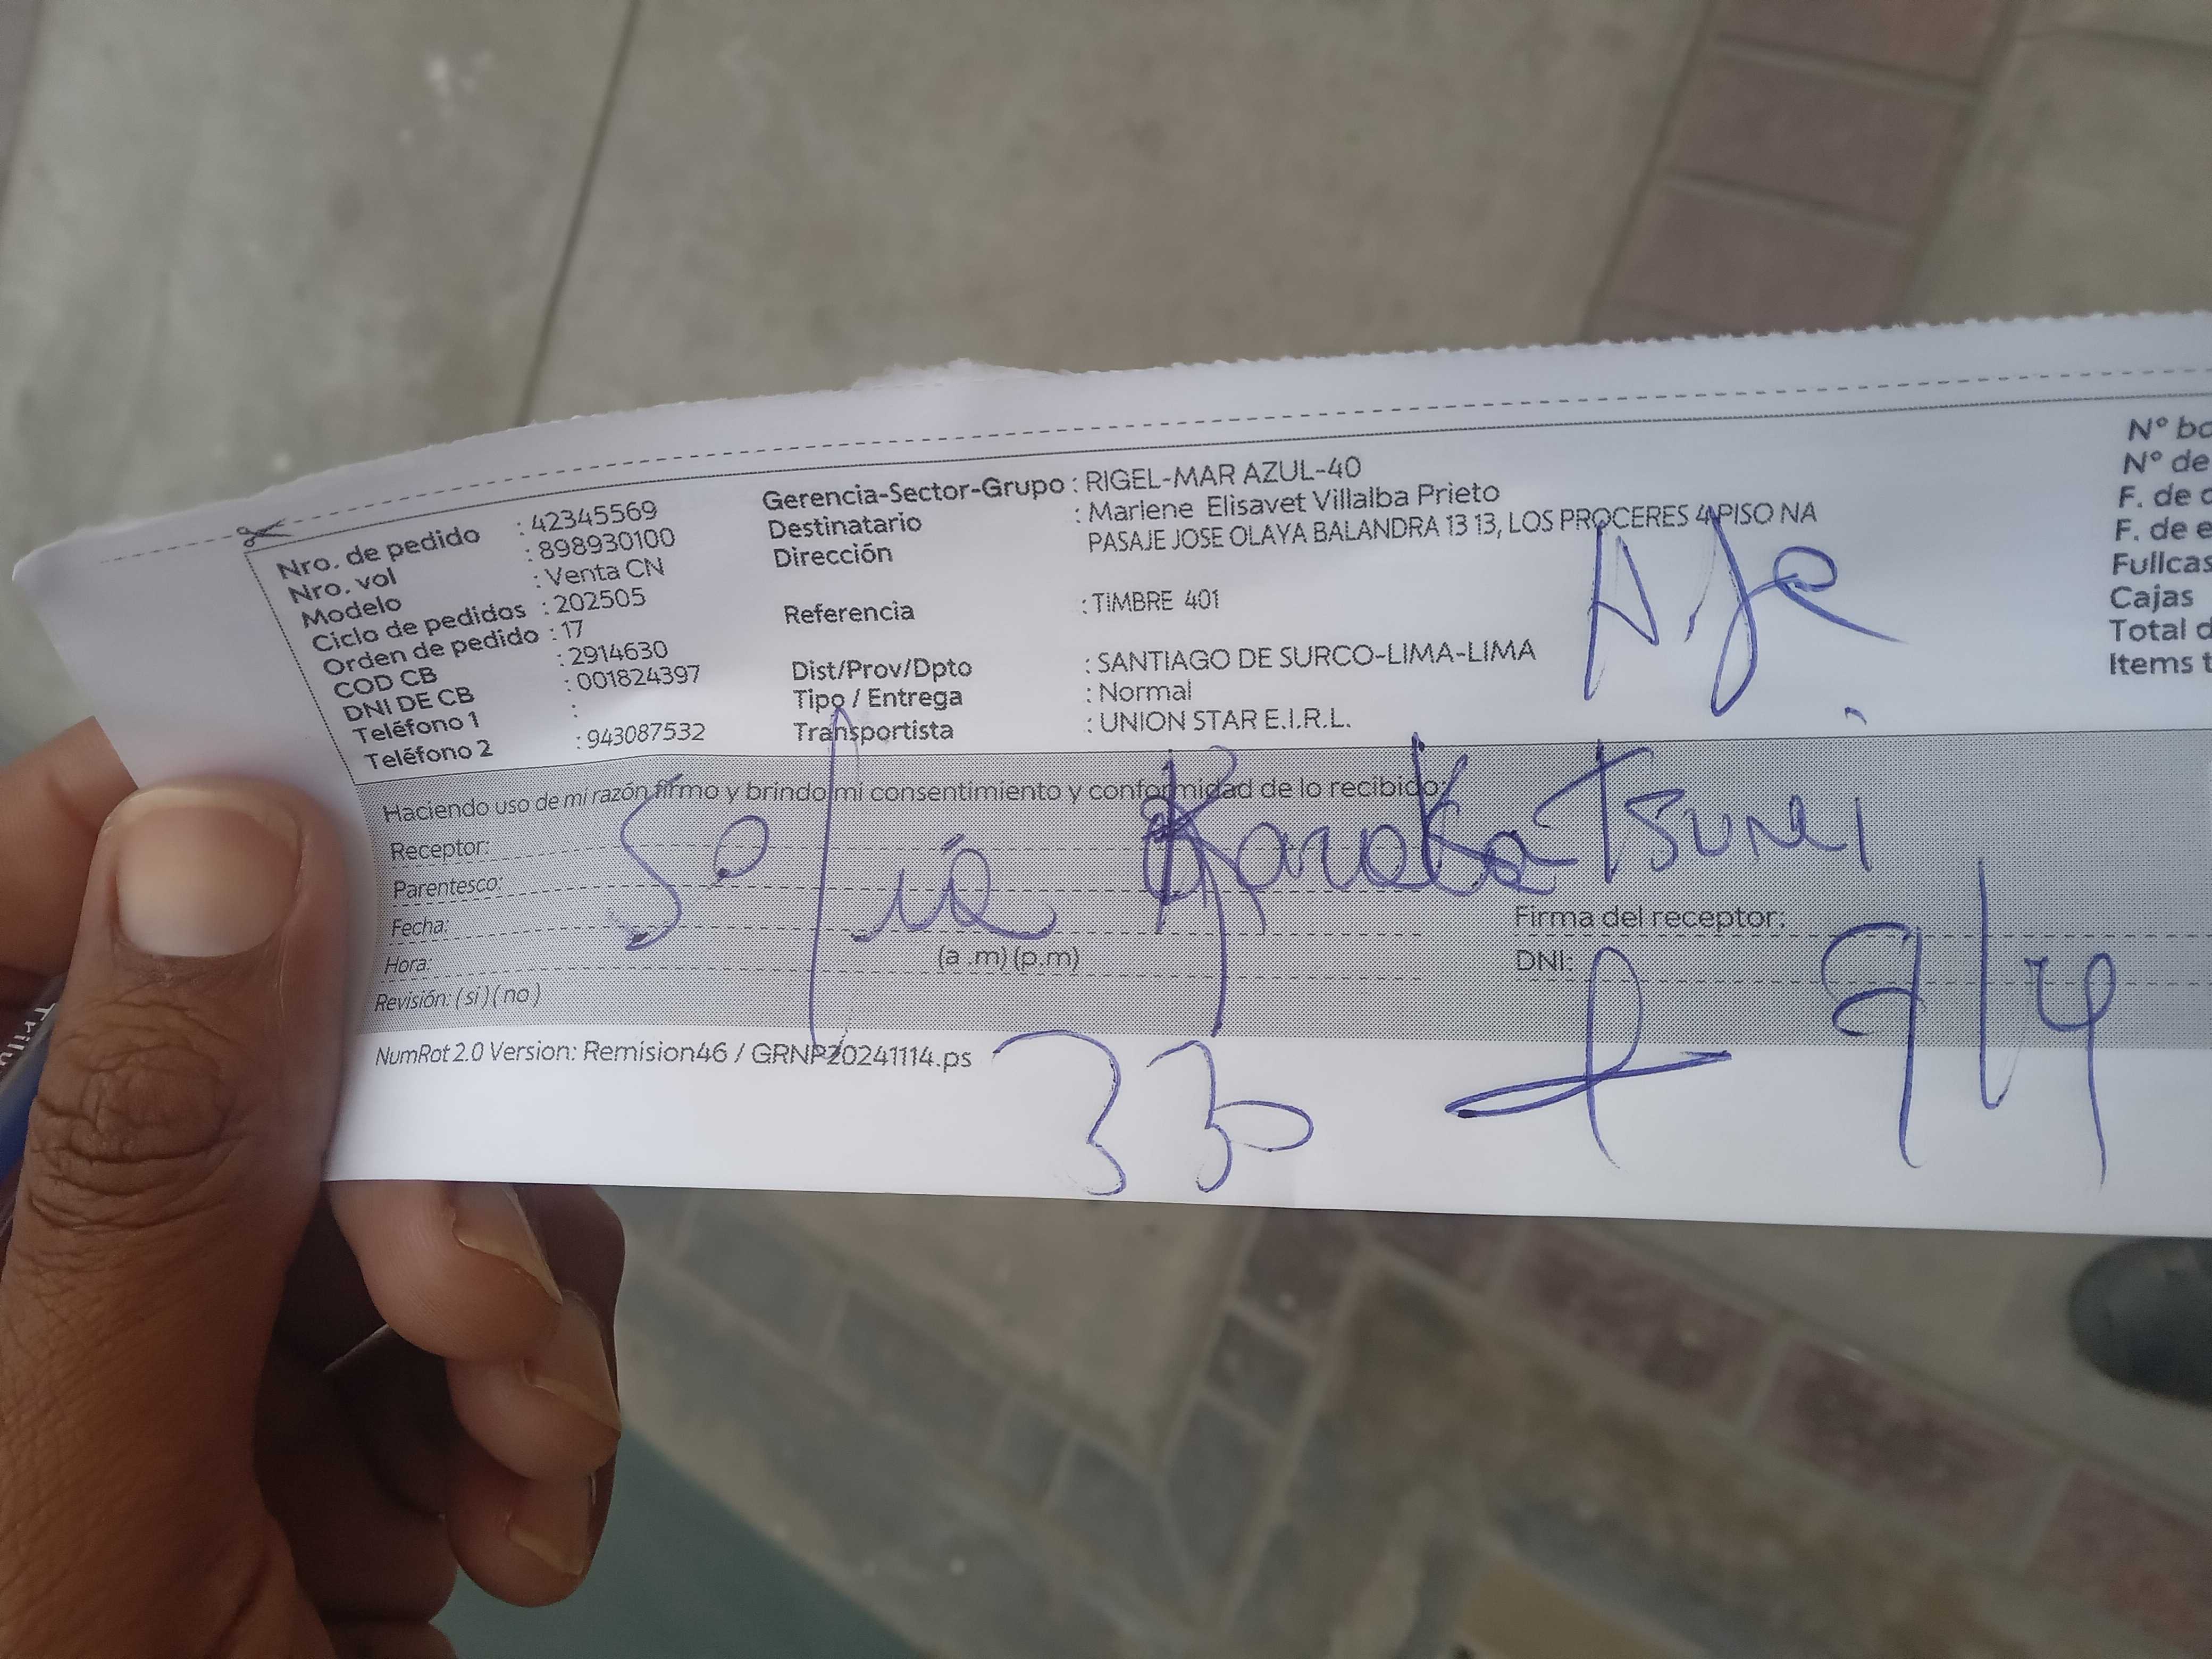 Nro. de pedido : 42345569
Nro. vol : 898930100
Modelo : Venta CN
Ciclo de pedidos : 202505
Orden de pedido : 17
COD CB : 2914630
DNI DE CB : 001824397
Teléfono 1 :
Teléfono 2 : 943087532
Gerencia-Sector-Grupo : RIGEL-MAR AZUL-40
Destinatario : Marlene Elisavet Villalba Prieto
Dirección PASAJE JOSE OLAYA BALANDRA 13 13, LOS PROCERES 4 PISO NA
Referencia : TIMBRE 401
Dist/Prov/Dpto : SANTIAGO DE SURCO-LIMA-LIMA
Tipo / Entrega : Normal
Transportista : UNION STAR E.I.R.L.
Nº
Nº de
F. de
F. de
Cajas
Total
Items
Haciendo uso de mi razón firmo y brindo mi consentimiento y conformidad de lo recibido:
Receptor:
Parentesco:
Fecha:
Hora: (a .m) (p.m)
Revisión: ( si ) ( no )
Firma del receptor:
DNI:
NumRot 2.0 Version: Remision46 / GRNP20241114.ps